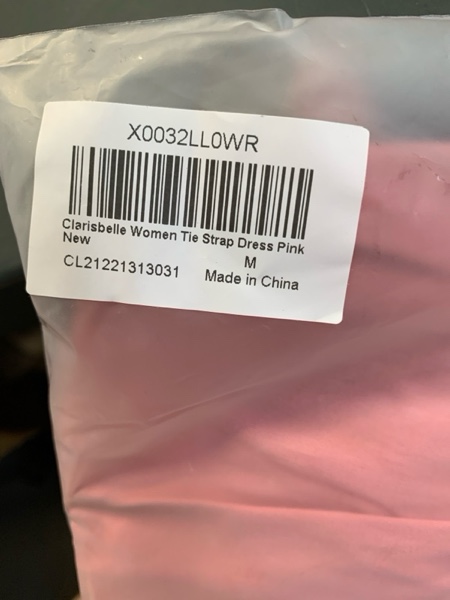 X0032LL0WR
Clarisbelle Women Tie Strap Dress Pink
New
M
CL21221313031
Made in China